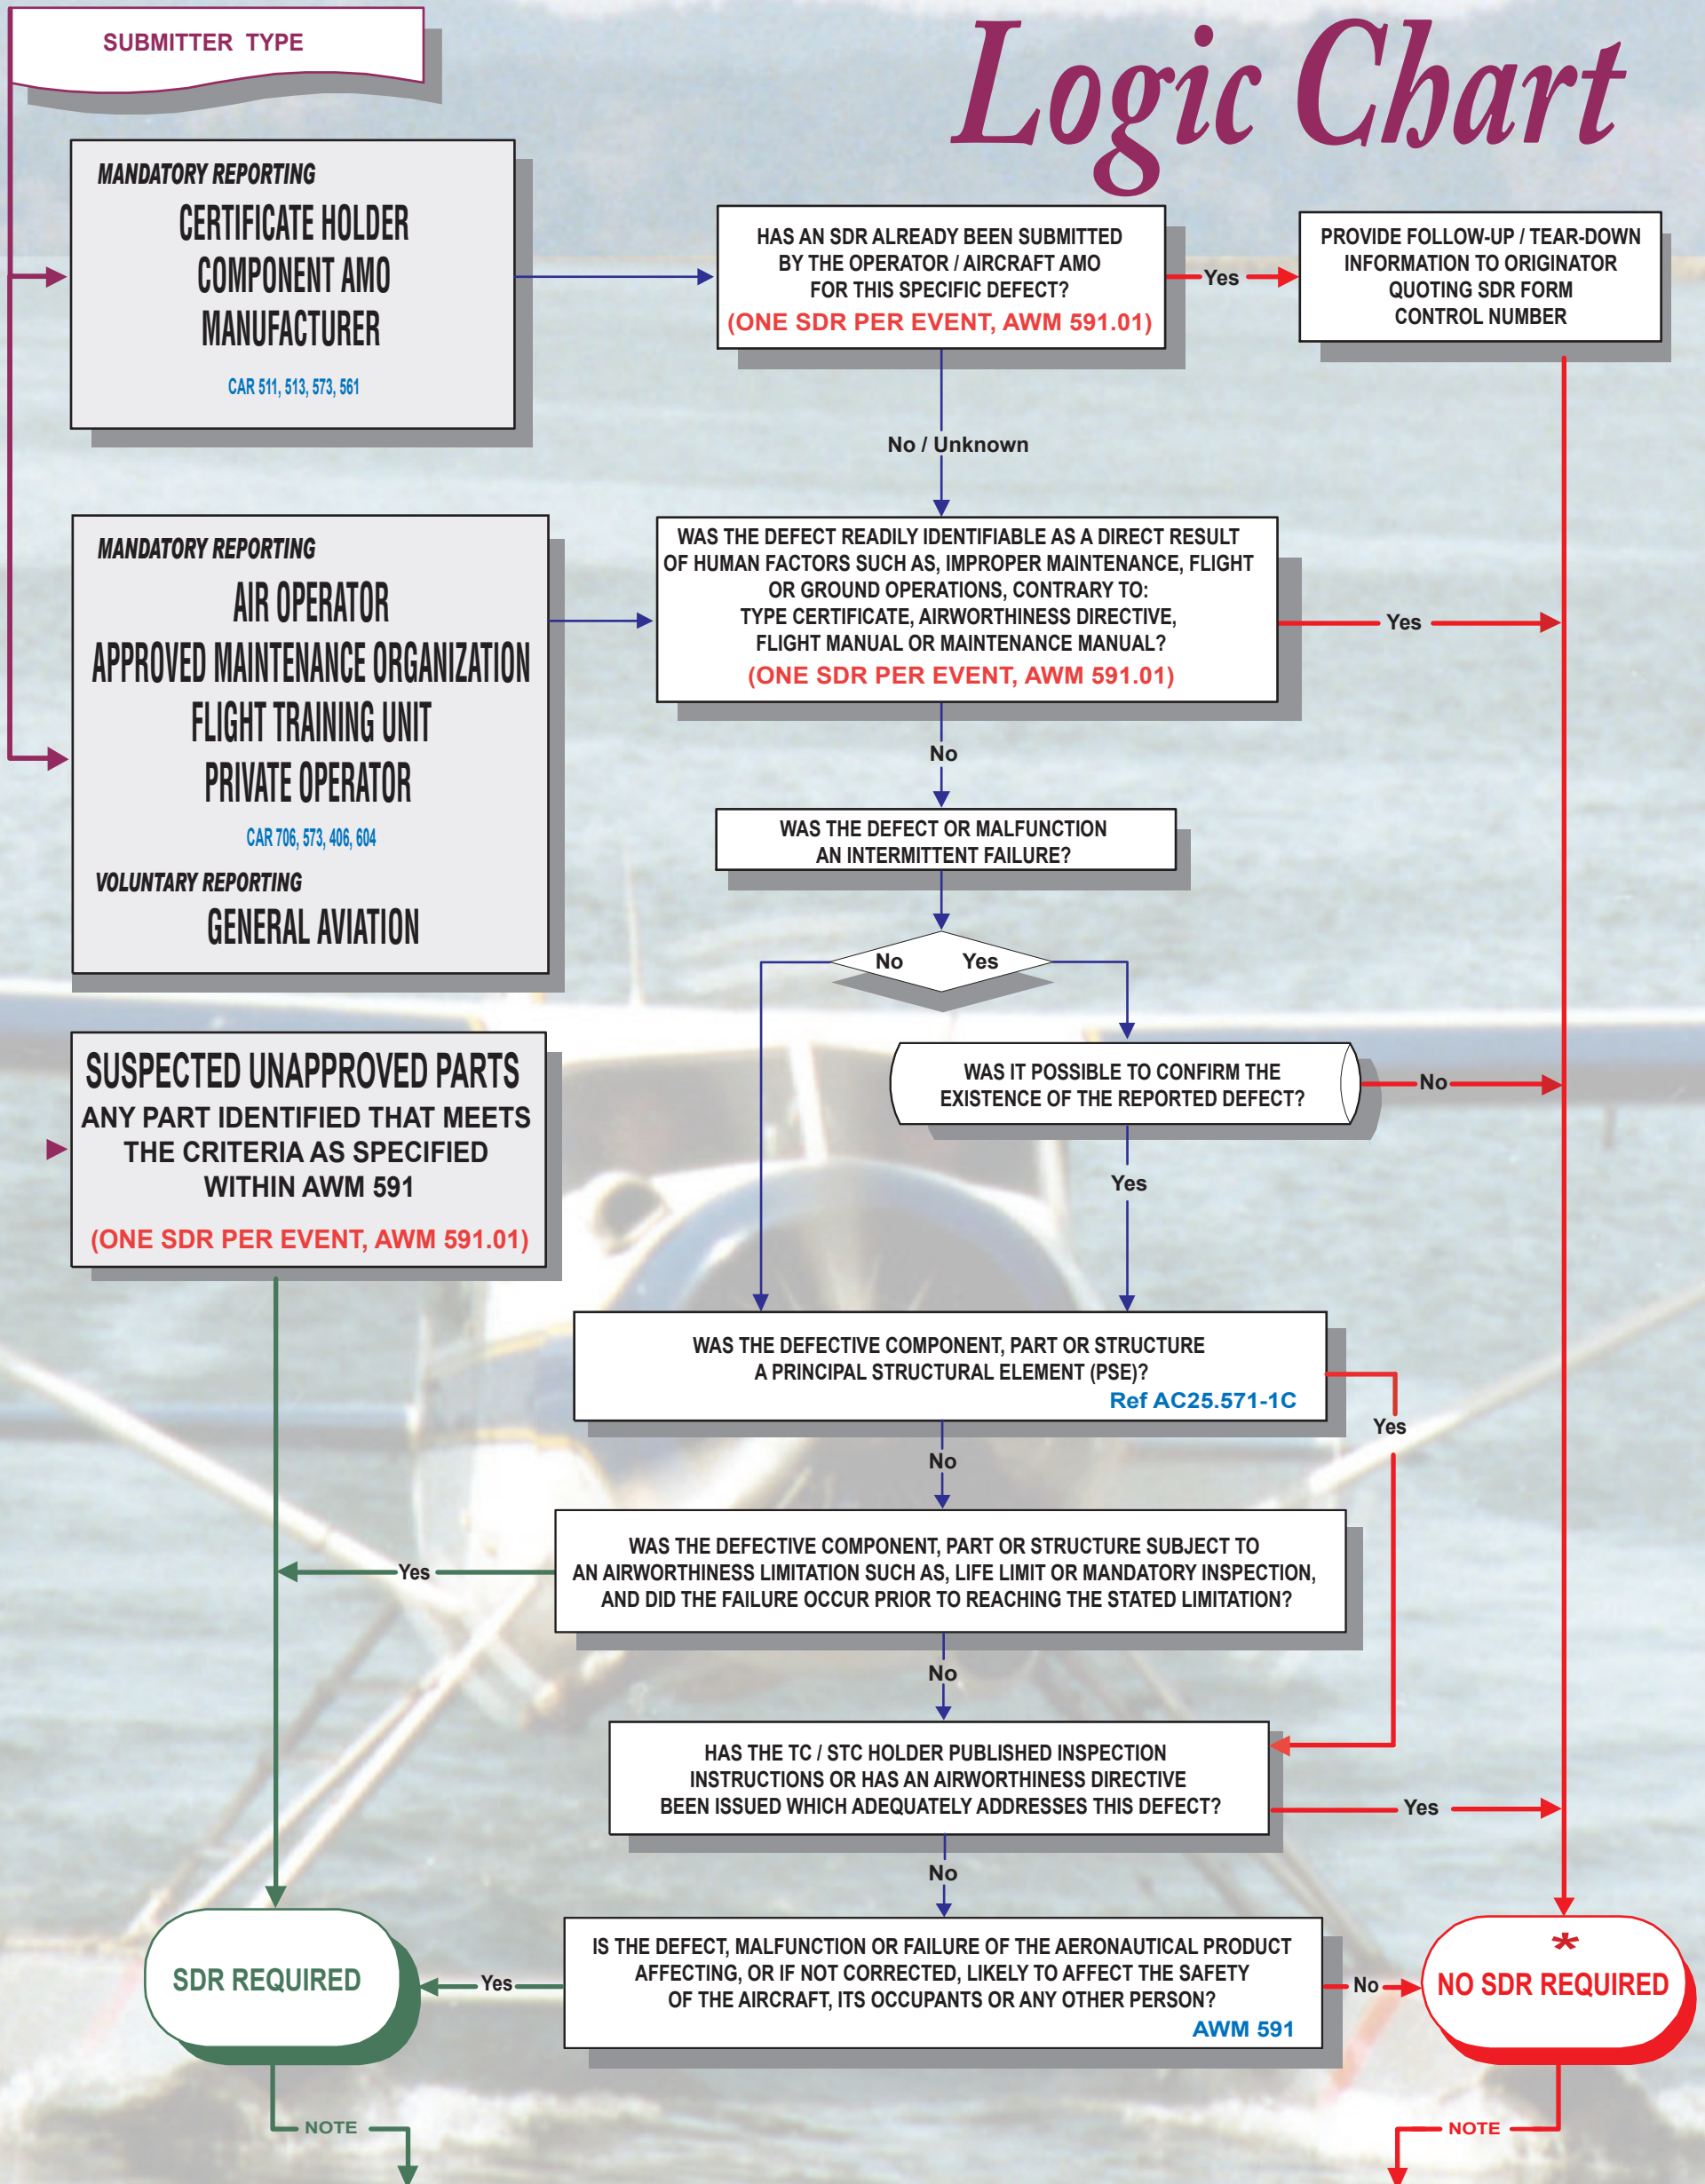 Logic Chart
SUBMITTER TYPE
MANDATORY REPORTING
CERTIFICATE HOLDER
COMPONENT AMO
MANUFACTURER
CAR 511, 513, 573, 561
HAS AN SDR ALREADY BEEN SUBMITTED
BY THE OPERATOR / AIRCRAFT AMO
FOR THIS SPECIFIC DEFECT?
(ONE SDR PER EVENT, AWM 591.01)
Yes
PROVIDE FOLLOW-UP / TEAR-DOWN
INFORMATION TO ORIGINATOR
QUOTING SDR FORM
CONTROL NUMBER
No / Unknown
MANDATORY REPORTING
AIR OPERATOR
APPROVED MAINTENANCE ORGANIZATION
FLIGHT TRAINING UNIT
PRIVATE OPERATOR
CAR 706, 573, 406, 604
VOLUNTARY REPORTING
GENERAL AVIATION
WAS THE DEFECT READILY IDENTIFIABLE AS A DIRECT RESULT
OF HUMAN FACTORS SUCH AS, IMPROPER MAINTENANCE, FLIGHT
OR GROUND OPERATIONS, CONTRARY TO:
TYPE CERTIFICATE, AIRWORTHINESS DIRECTIVE,
FLIGHT MANUAL OR MAINTENANCE MANUAL?
(ONE SDR PER EVENT, AWM 591.01)
Yes
No
WAS THE DEFECT OR MALFUNCTION
AN INTERMITTENT FAILURE?
No Yes
WAS IT POSSIBLE TO CONFIRM THE
EXISTENCE OF THE REPORTED DEFECT?
No
Yes
SUSPECTED UNAPPROVED PARTS
ANY PART IDENTIFIED THAT MEETS
THE CRITERIA AS SPECIFIED
WITHIN AWM 591
(ONE SDR PER EVENT, AWM 591.01)
WAS THE DEFECTIVE COMPONENT, PART OR STRUCTURE
A PRINCIPAL STRUCTURAL ELEMENT (PSE)?
Ref AC25.571-1C
Yes
No
WAS THE DEFECTIVE COMPONENT, PART OR STRUCTURE SUBJECT TO
AN AIRWORTHINESS LIMITATION SUCH AS, LIFE LIMIT OR MANDATORY INSPECTION,
AND DID THE FAILURE OCCUR PRIOR TO REACHING THE STATED LIMITATION?
Yes
No
HAS THE TC / STC HOLDER PUBLISHED INSPECTION
INSTRUCTIONS OR HAS AN AIRWORTHINESS DIRECTIVE
BEEN ISSUED WHICH ADEQUATELY ADDRESSES THIS DEFECT?
Yes
No
IS THE DEFECT, MALFUNCTION OR FAILURE OF THE AERONAUTICAL PRODUCT
AFFECTING, OR IF NOT CORRECTED, LIKELY TO AFFECT THE SAFETY
OF THE AIRCRAFT, ITS OCCUPANTS OR ANY OTHER PERSON?
AWM 591
Yes
No
SDR REQUIRED
*
NO SDR REQUIRED
NOTE
NOTE